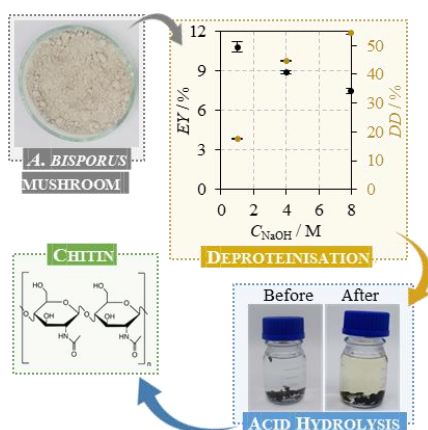 A. BISPORUS
MUSHROOM
12
9
6
3
0
EY / %
50
40
30
20
10
0
DD / %
0 2 4 6 8
C_NaOH / M
DEPROTEINISATION
CHITIN
HO
O
OH
NH
O
HO
O
OH
NH
O
O
n
Before After
ACID HYDROLYSIS